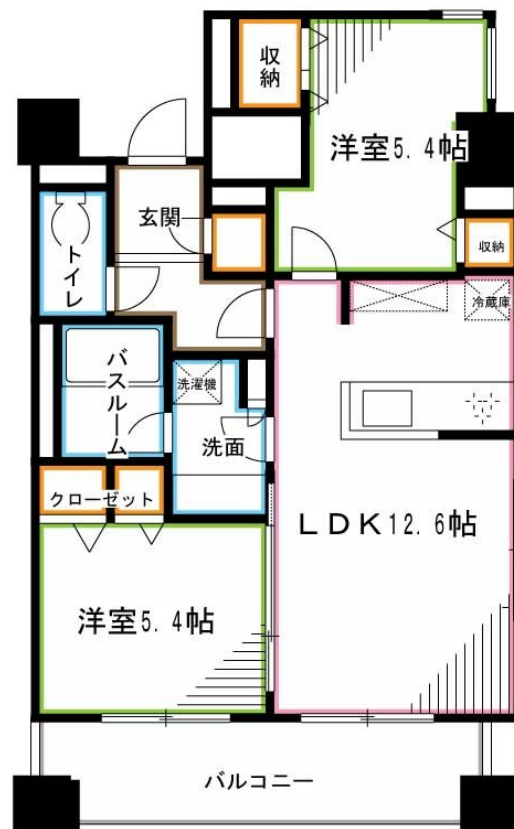 収納
洋室5.4帖
玄関
収納
トイレ
冷蔵庫
バスルーム
洗濯機
洗面
クローゼット
LDK12.6帖
洋室5.4帖
バルコニー